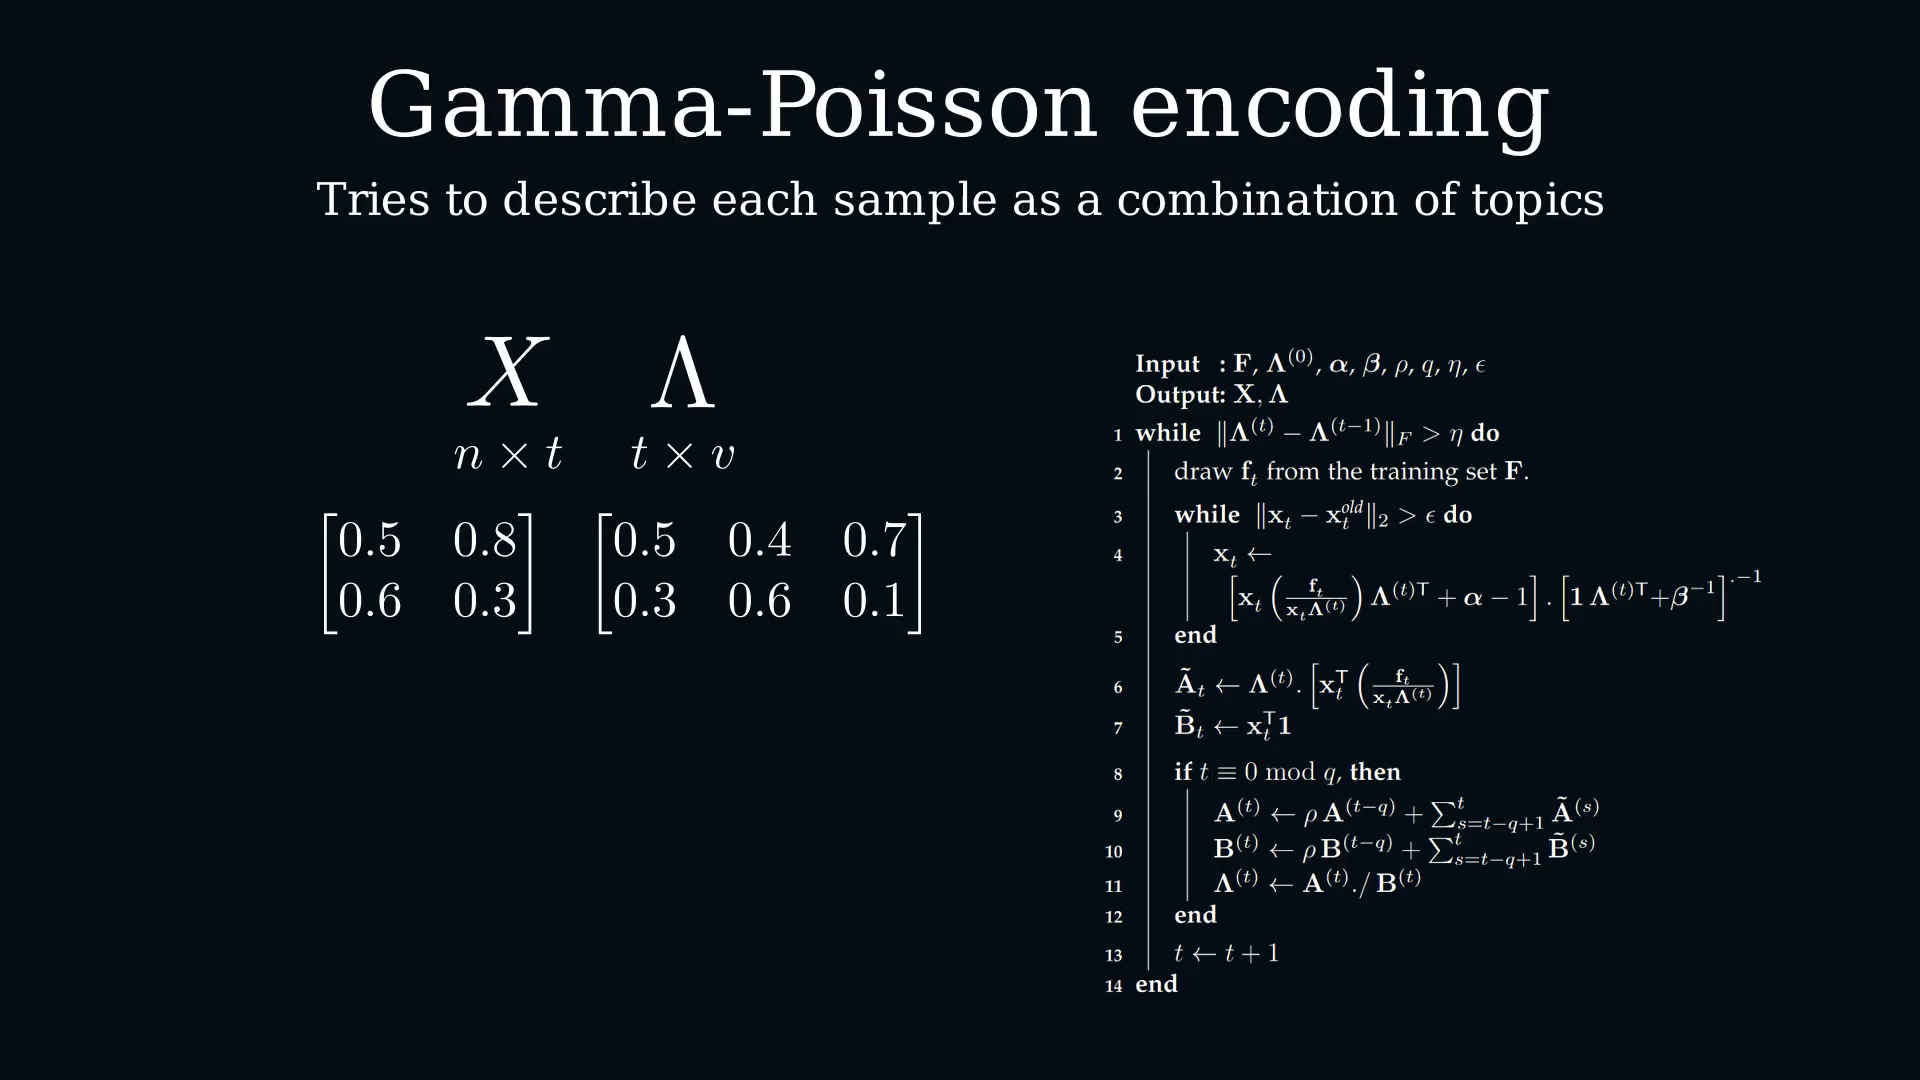 Gamma-Poisson encoding
Tries to describe each sample as a combination of topics
X Λ
n × t t × v
[0.5 0.8] [0.5 0.4 0.7]
[0.6 0.3] [0.3 0.6 0.1]
Input : F, Λ^(0), α, β, ρ, q, η, ϵ
Output: X, Λ
1 while ‖Λ^(t) − Λ^(t−1)‖_F > η do
2 draw f_t from the training set F.
3 while ‖x_t − x_t^old‖_2 > ϵ do
4 x_t ←
[x_t (f_t / x_t Λ^(t)) Λ^(t)⊤ + α − 1] . [1 Λ^(t)⊤ + β^−1]^.−1
5 end
6 Ã_t ← Λ^(t). [x_t^⊤ (f_t / x_t Λ^(t))]
7 B̃_t ← x_t^⊤ 1
8 if t ≡ 0 mod q, then
9 A^(t) ← ρ A^(t−q) + ∑_{s=t−q+1}^t Ã^(s)
10 B^(t) ← ρ B^(t−q) + ∑_{s=t−q+1}^t B̃^(s)
11 Λ^(t) ← A^(t)./ B^(t)
12 end
13 t ← t + 1
14 end